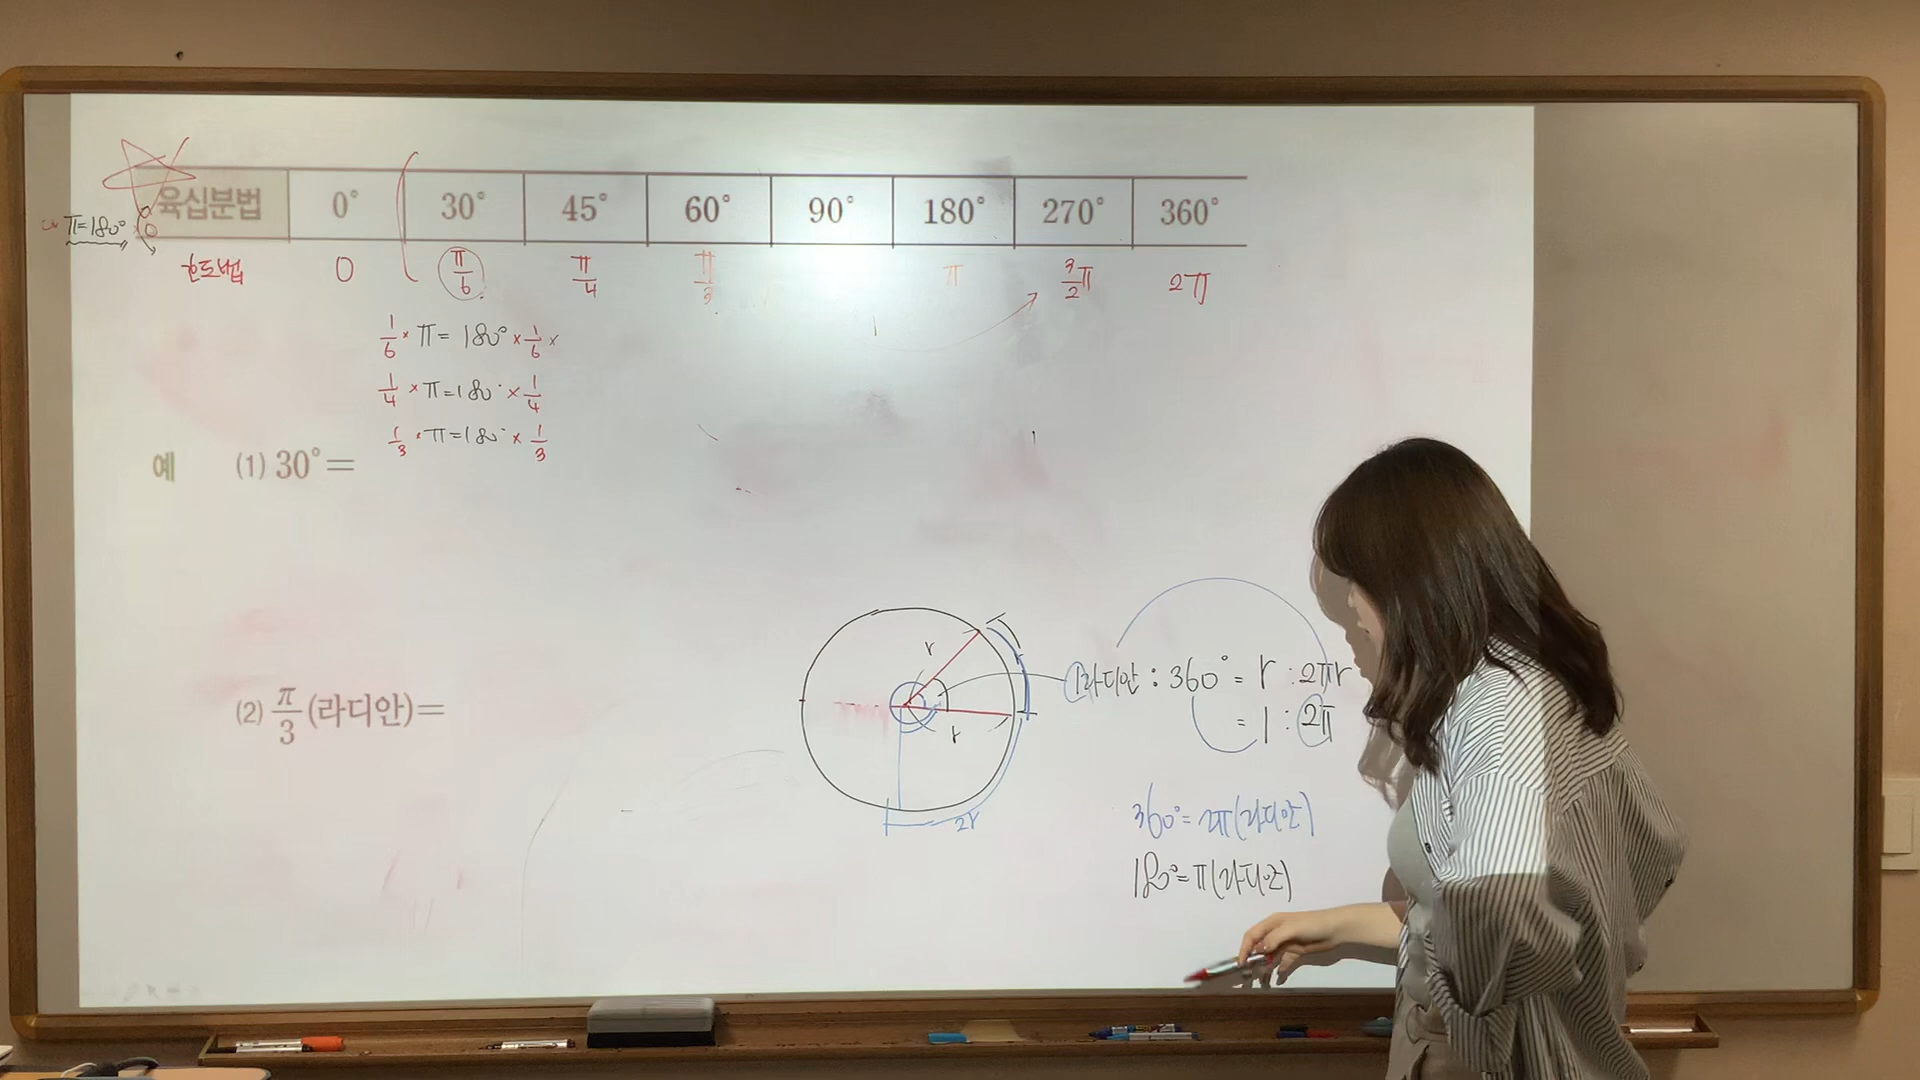 육십분법 0° 30° 45° 60° 90° 180° 270° 360°
π=180°
호도법 0 π/6 π/4 π/3 π 3/2π 2π
1/6 × π = 180° × 1/6 ×
1/4 × π = 180° × 1/4
1/3 × π = 180° × 1/3
예 (1) 30°=
(2) π/3 (라디안)=
r
r
r
2r
1라디안 : 360° = r : 2πr
= 1 : 2π
360° = 2π(라디안)
180° = π(라디안)